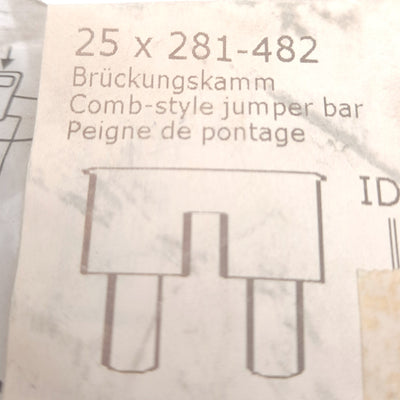 25 x 281-482
Brückungskamm
Comb-style jumper bar
Peigne de pontage
ID